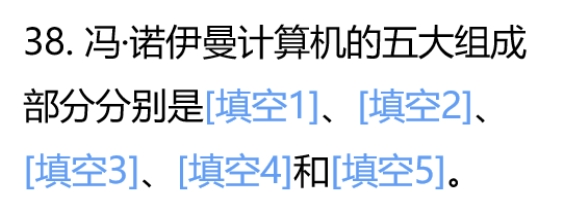 38. 冯·诺伊曼计算机的五大组成
部分分别是[填空1]、[填空2]、
[填空3]、[填空4]和[填空5]。